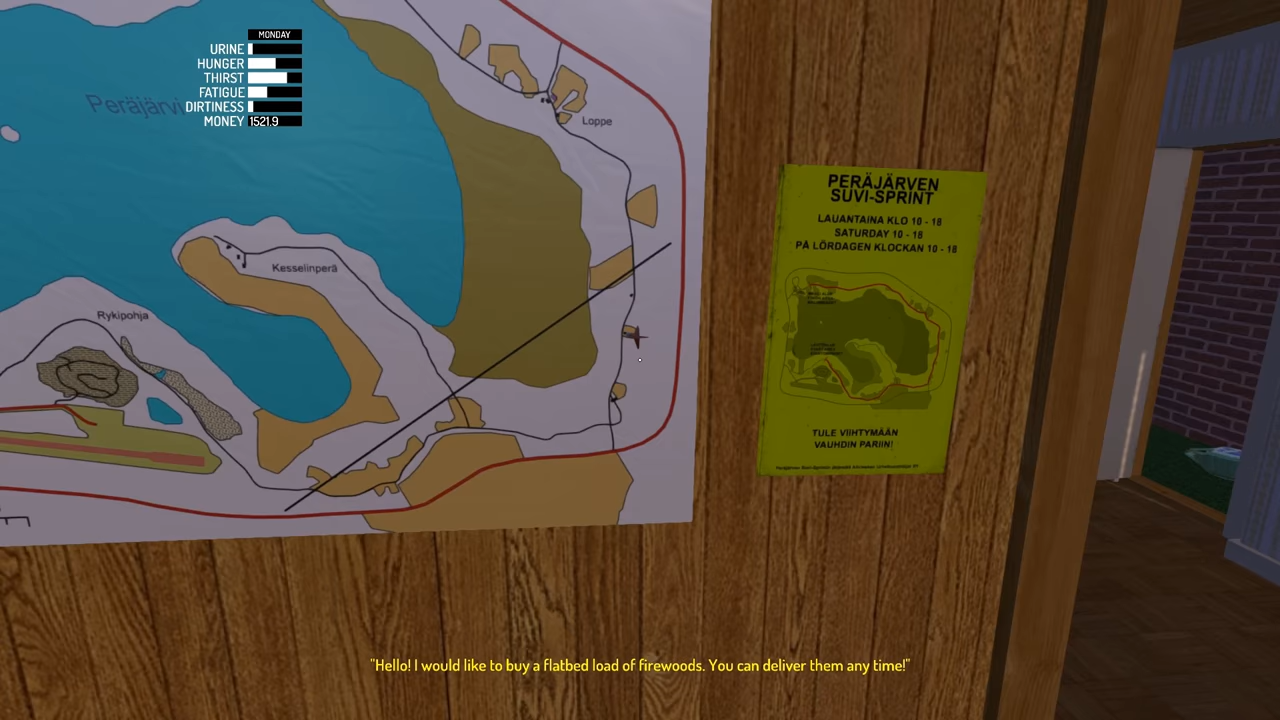 MONDAY
URINE
HUNGER
THIRST
FATIGUE
DIRTINESS
MONEY 1521.9
Peräjärvi
Loppe
Kesselinperä
Rykipohja
PERÄJÄRVEN
SUVI-SPRINT
LAUANTAINA KLO 10 - 18
SATURDAY 10 - 18
PÅ LÖRDAGEN KLOCKAN 10 - 18
TULE VIIHTYMÄÄN
VAUHDIN PARIIN!
"Hello! I would like to buy a flatbed load of firewoods. You can deliver them any time!"